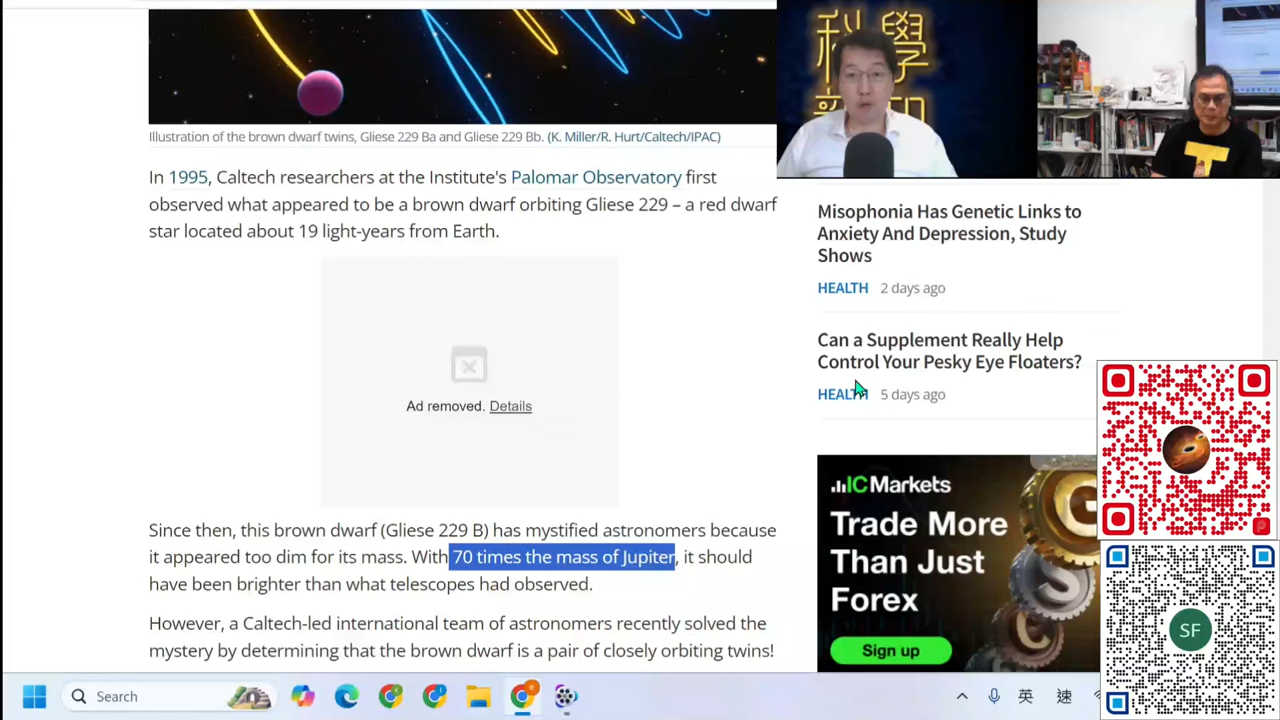 科學
Illustration of the brown dwarf twins, Gliese 229 Ba and Gliese 229 Bb. (K. Miller/R. Hurt/Caltech/IPAC)
In 1995, Caltech researchers at the Institute's Palomar Observatory first
observed what appeared to be a brown dwarf orbiting Gliese 229 – a red dwarf
star located about 19 light-years from Earth.
Ad removed. Details
Since then, this brown dwarf (Gliese 229 B) has mystified astronomers because
it appeared too dim for its mass. With 70 times the mass of Jupiter, it should
have been brighter than what telescopes had observed.
However, a Caltech-led international team of astronomers recently solved the
mystery by determining that the brown dwarf is a pair of closely orbiting twins!
Misophonia Has Genetic Links to
Anxiety And Depression, Study
Shows
HEALTH 2 days ago
Can a Supplement Really Help
Control Your Pesky Eye Floaters?
HEALTH 5 days ago
IC Markets
Trade More
Than Just
Forex
Sign up
SF
Search
英
速